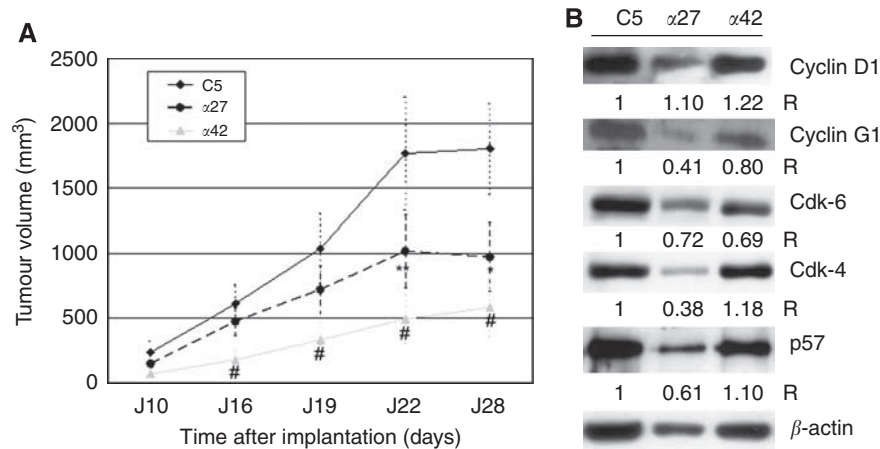 A
2500
2000
1500
1000
500
0
Tumour volume (mm³)
C5
α27
α42
**
*
#
#
#
#
J10 J16 J19 J22 J28
Time after implantation (days)
B
C5 α27 α42
Cyclin D1
1 1.10 1.22 R
Cyclin G1
1 0.41 0.80 R
Cdk-6
1 0.72 0.69 R
Cdk-4
1 0.38 1.18 R
p57
1 0.61 1.10 R
β-actin